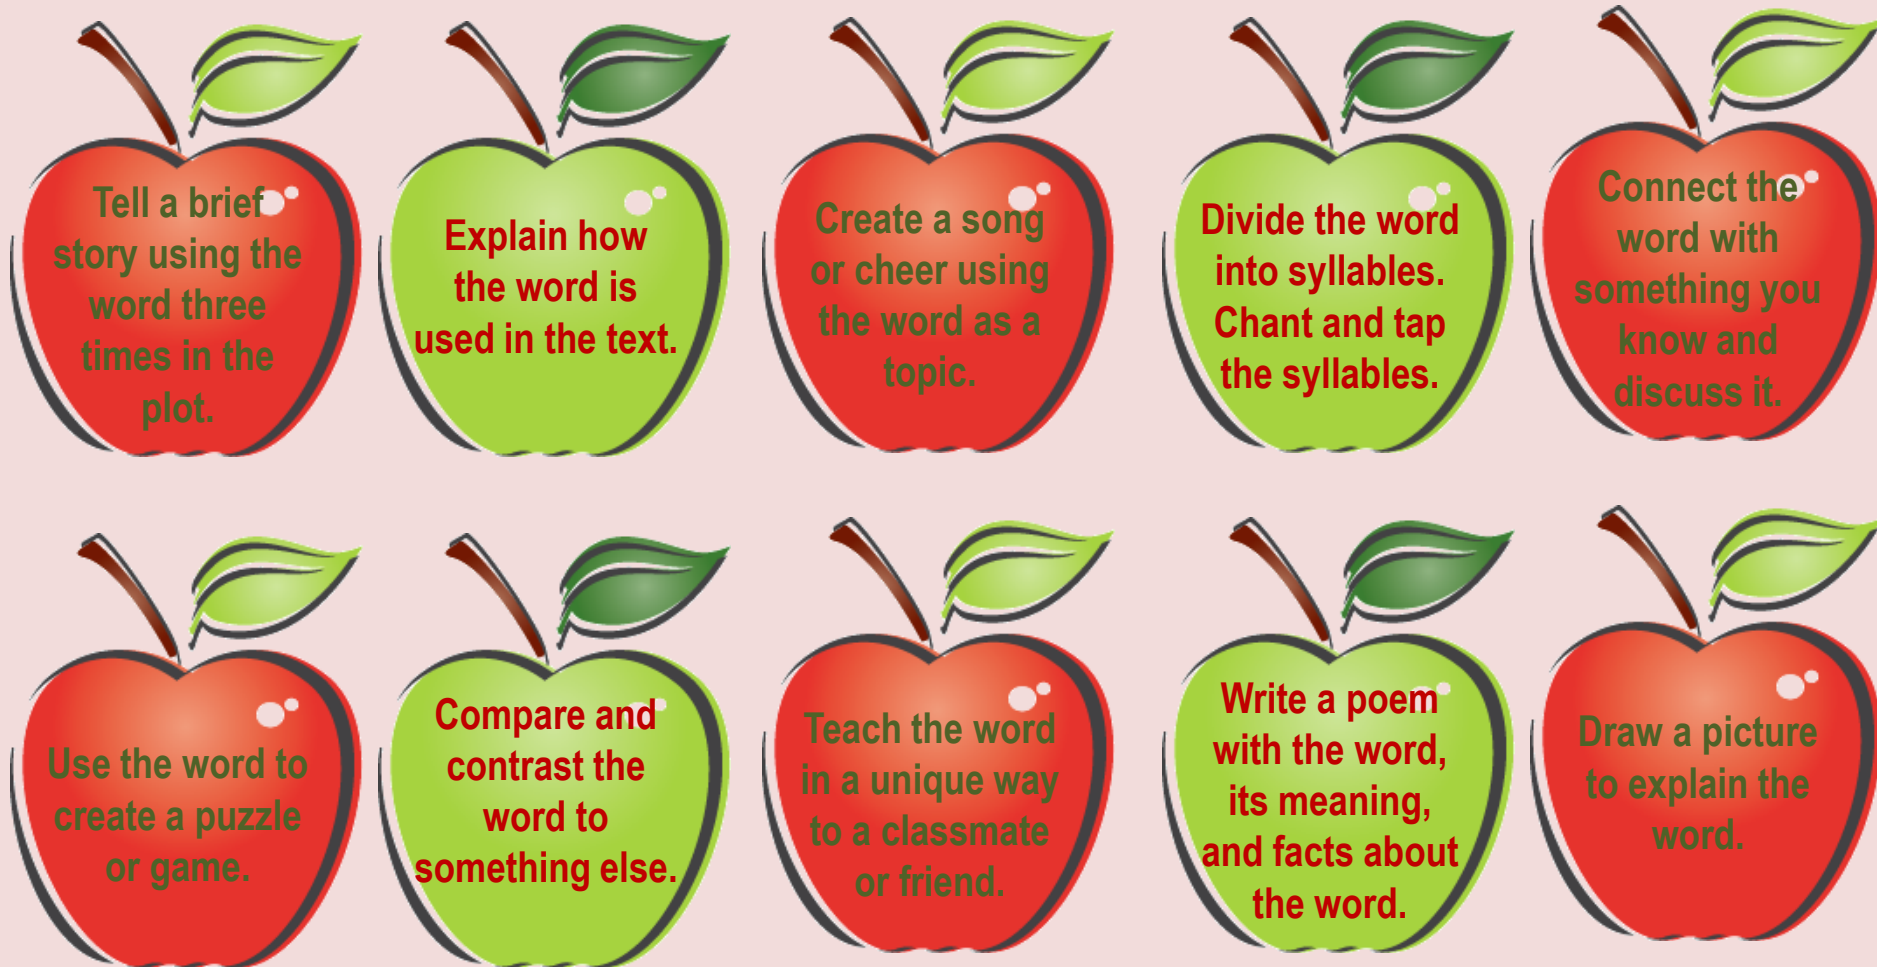 Tell a brief
story using the
word three
times in the
plot.
Explain how
the word is
used in the text.
Create a song
or cheer using
the word as a
topic.
Divide the word
into syllables.
Chant and tap
the syllables.
Connect the
word with
something you
know and
discuss it.
Use the word to
create a puzzle
or game.
Compare and
contrast the
word to
something else.
Teach the word
in a unique way
to a classmate
or friend.
Write a poem
with the word,
its meaning,
and facts about
the word.
Draw a picture
to explain the
word.